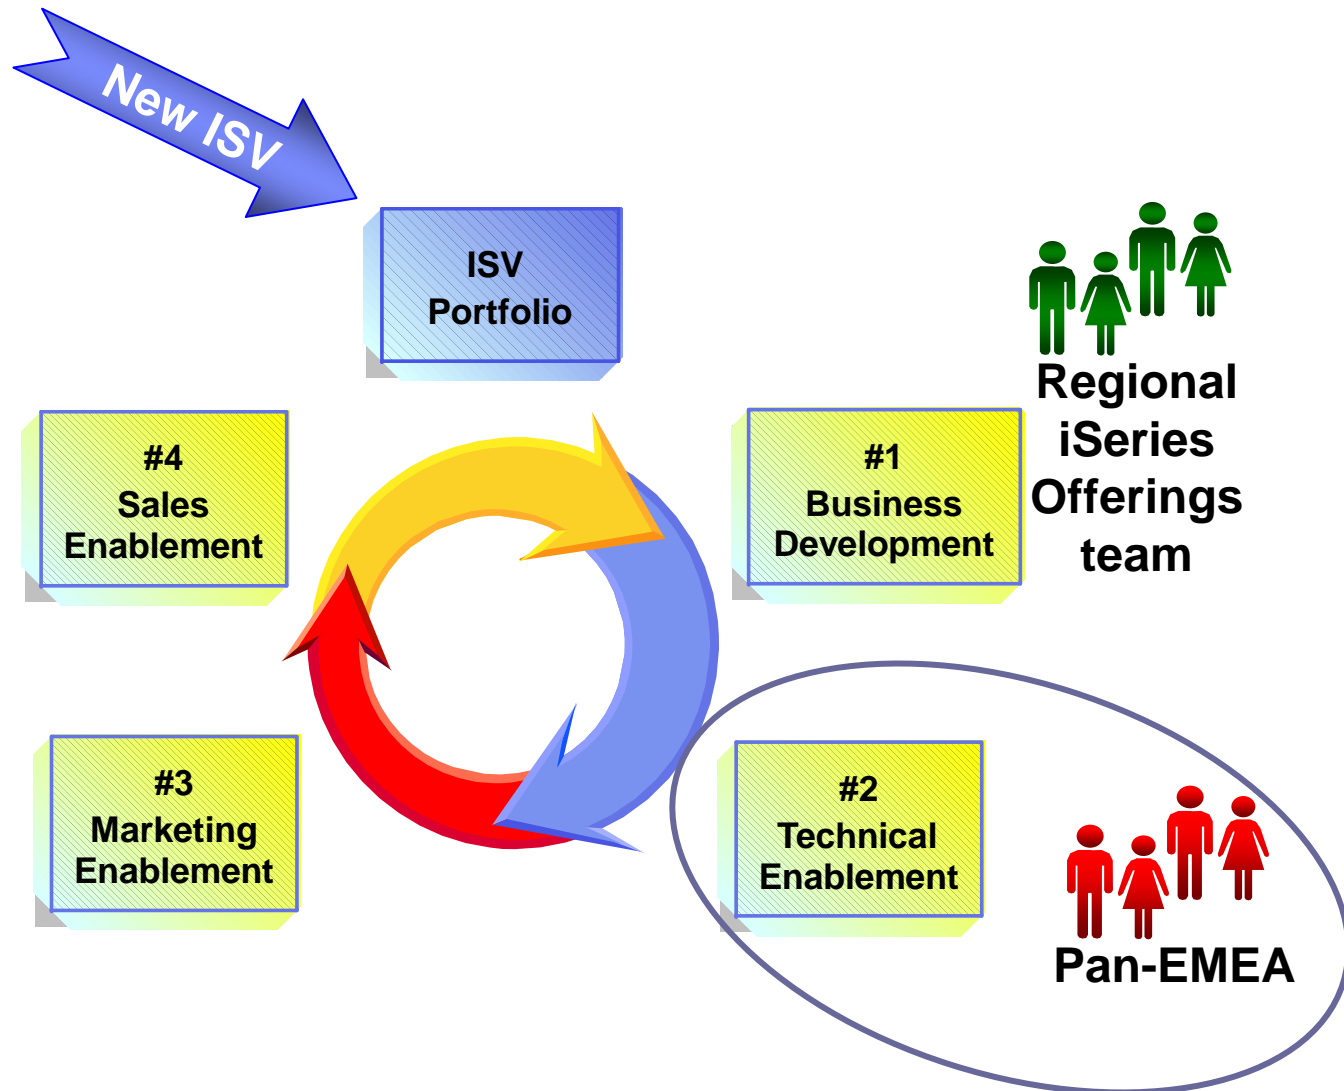 New ISV
ISV
Portfolio
#1
Business
Development
Regional
iSeries
Offerings
team
#2
Technical
Enablement
Pan-EMEA
#3
Marketing
Enablement
#4
Sales
Enablement